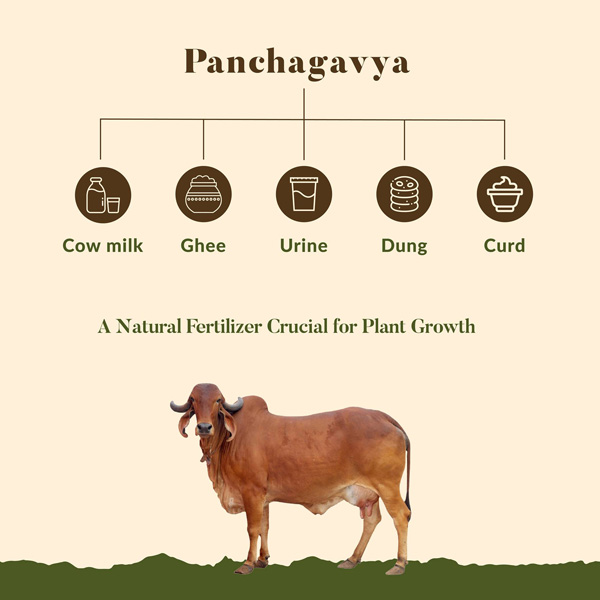 Panchagavya
Cow milk
Ghee
Urine
Dung
Curd
A Natural Fertilizer Crucial for Plant Growth